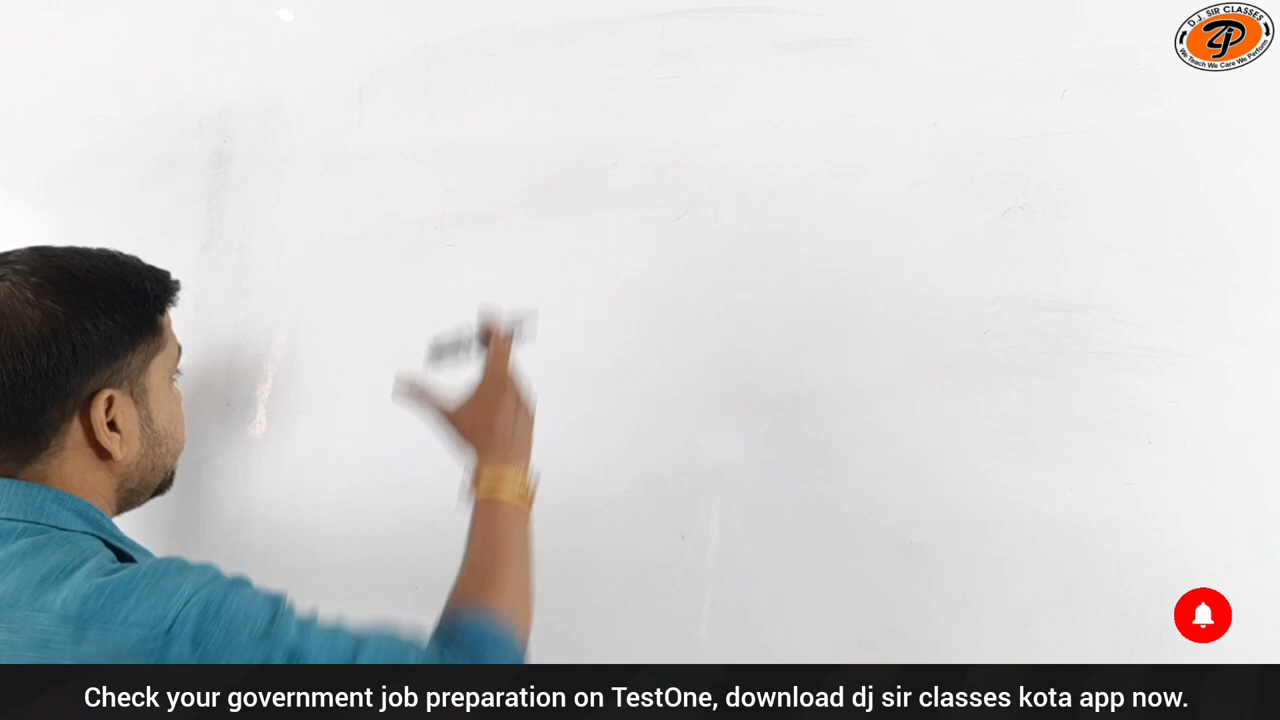 D.J. SIR CLASSES
We Teach We Care We Perform
Check your government job preparation on TestOne, download dj sir classes kota app now.